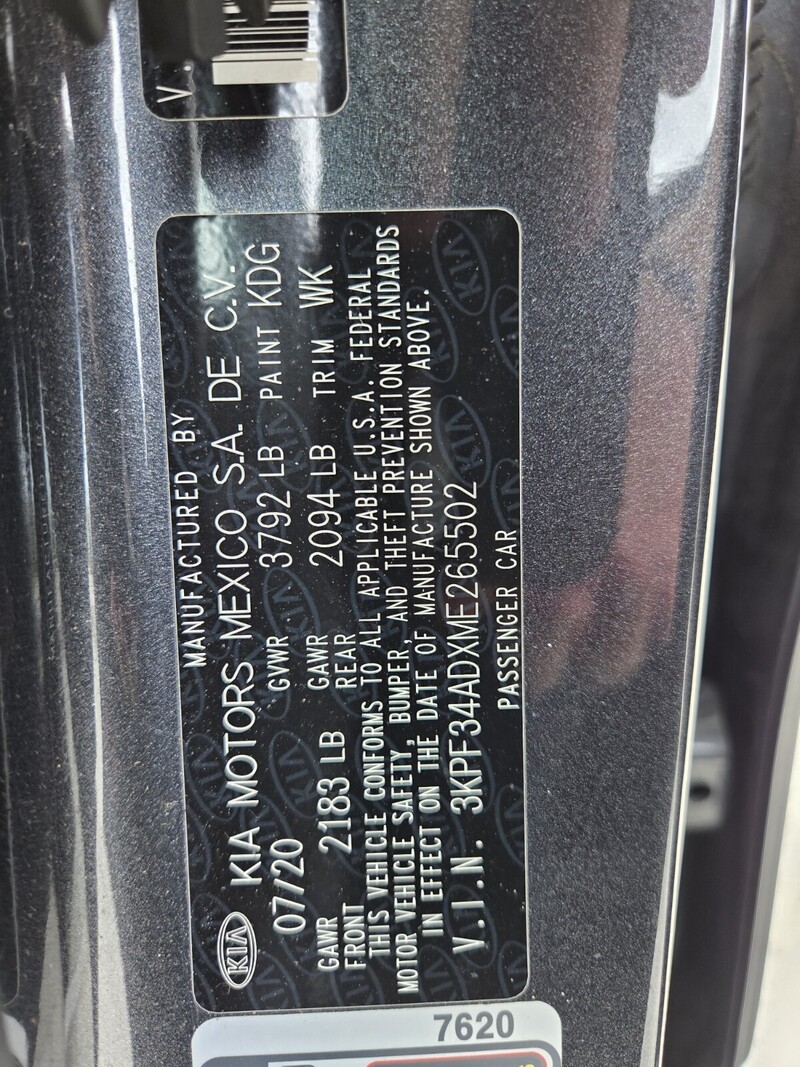 V.
MANUFACTURED BY
KIA KIA MOTORS MEXICO S.A. DE C.V.
07/20 GVWR 3792 LB PAINT KDG
GAWR FRONT 2183 LB GAWR REAR 2094 LB TRIM WK
THIS VEHICLE CONFORMS TO ALL APPLICABLE U.S.A. FEDERAL
MOTOR VEHICLE SAFETY, BUMPER, AND THEFT PREVENTION STANDARDS
IN EFFECT ON THE DATE OF MANUFACTURE SHOWN ABOVE.
V.I.N. 3KPF34ADXME265502
PASSENGER CAR
7620